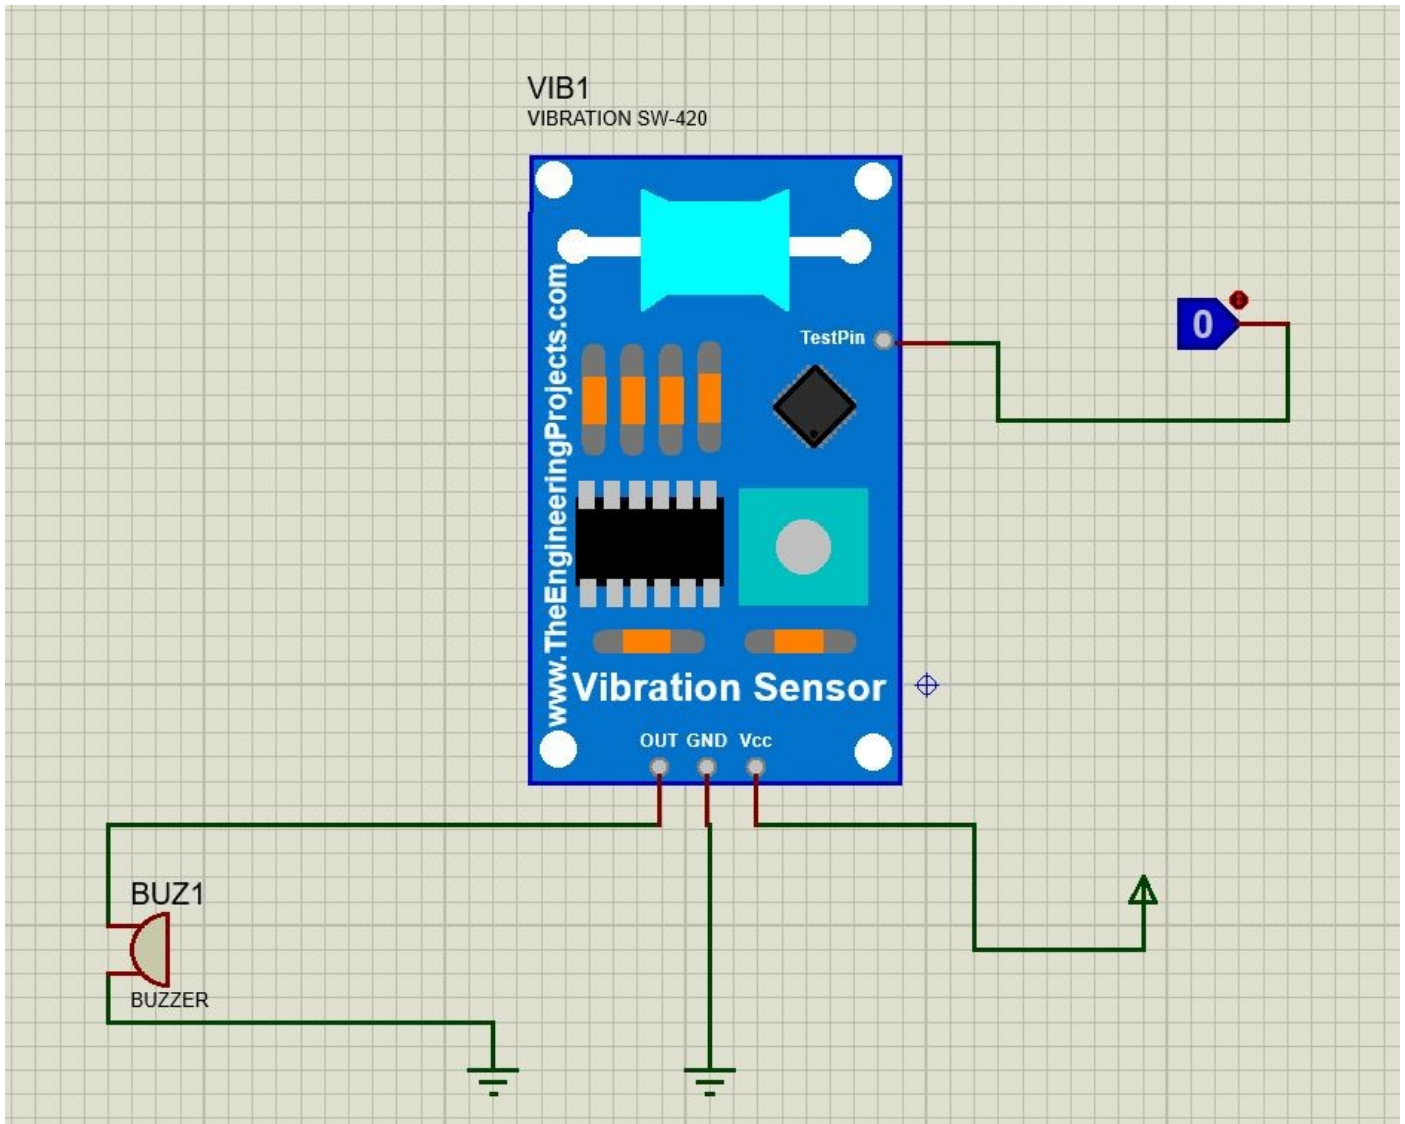 VIB1
VIBRATION SW-420
www.TheEngineeringProjects.com
TestPin
0
Vibration Sensor
OUT GND Vcc
BUZ1
BUZZER